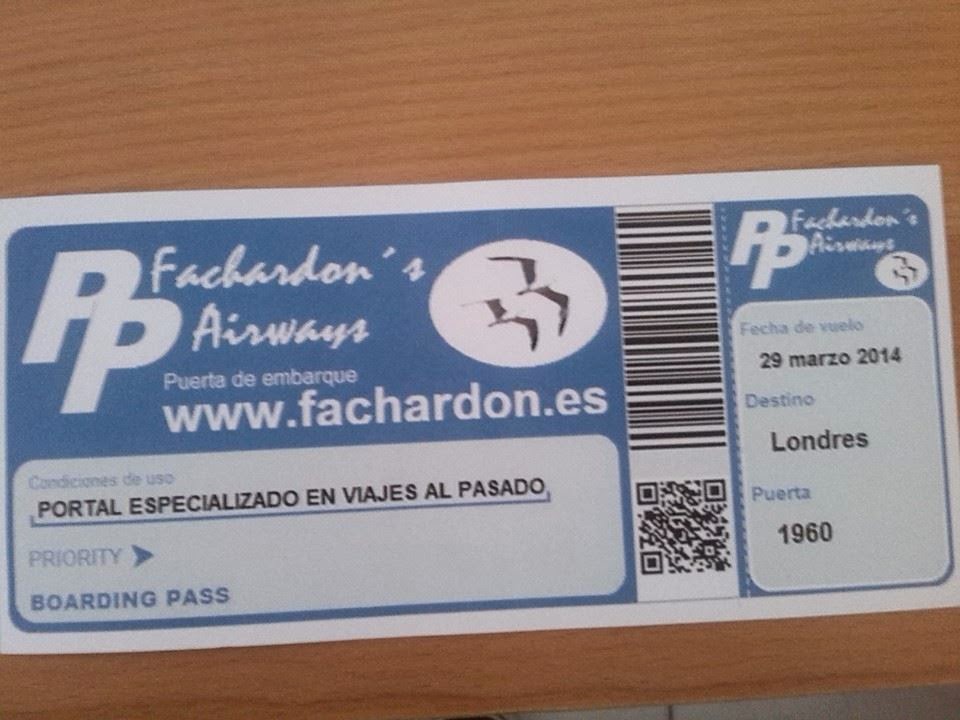 PP Fachardon´s
Airways
Puerta de embarque
www.fachardon.es
Condiciones de uso
PORTAL ESPECIALIZADO EN VIAJES AL PASADO
PRIORITY
BOARDING PASS
PP Fachardon´s
Airways
Fecha de vuelo
29 marzo 2014
Destino
Londres
Puerta
1960